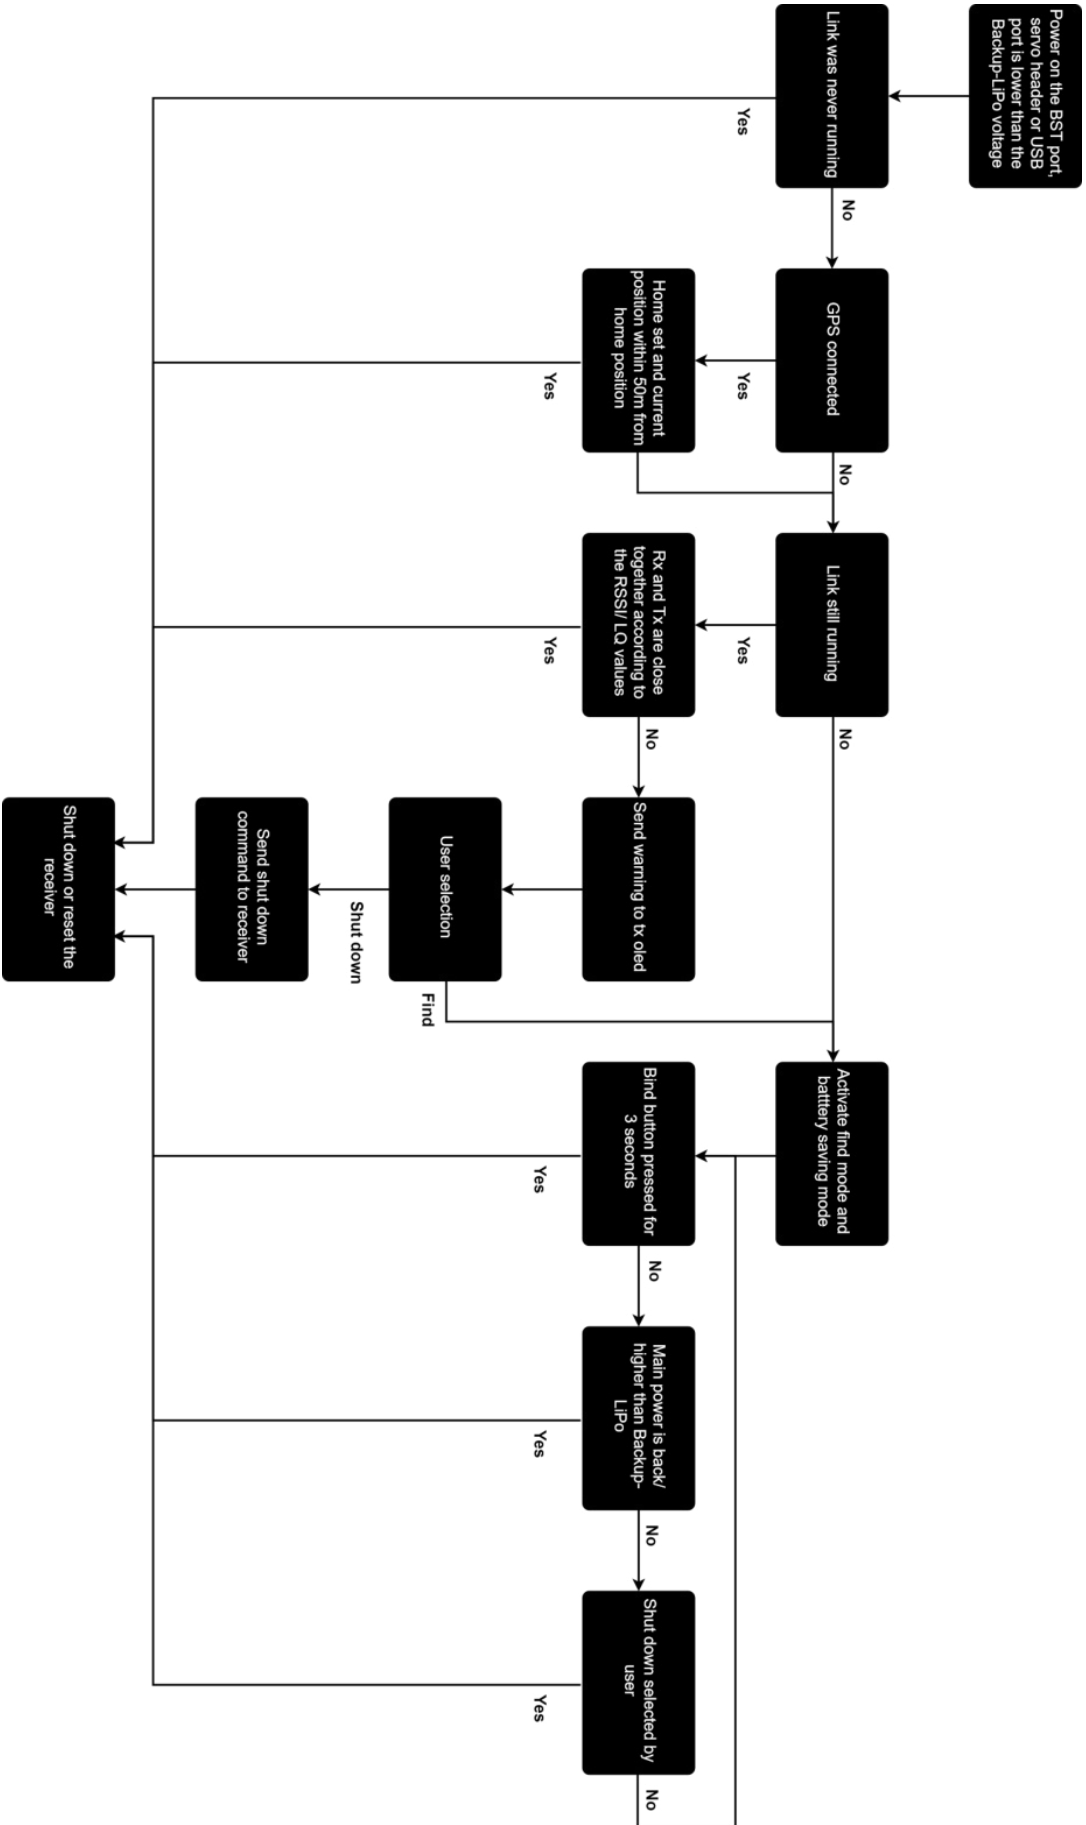 Power on the BST port,
servo header or USB
port is lower than the
Backup-LiPo voltage
Link was never running
No
Yes
GPS connected
No
Yes
Home set and current
position within 50m from
home position
Yes
Link still running
No
Yes
Rx and Tx are close
together according to
the RSSI/ LQ values
No
Yes
Send warning to tx oled
User selection
Find
Shut down
Send shut down
command to receiver
Shut down or reset the
receiver
Activate find mode and
batttery saving mode
Bind button pressed for
3 seconds
No
Yes
Main power is back/
higher than Backup-
LiPo
No
Yes
Shut down selected by
user
No
Yes